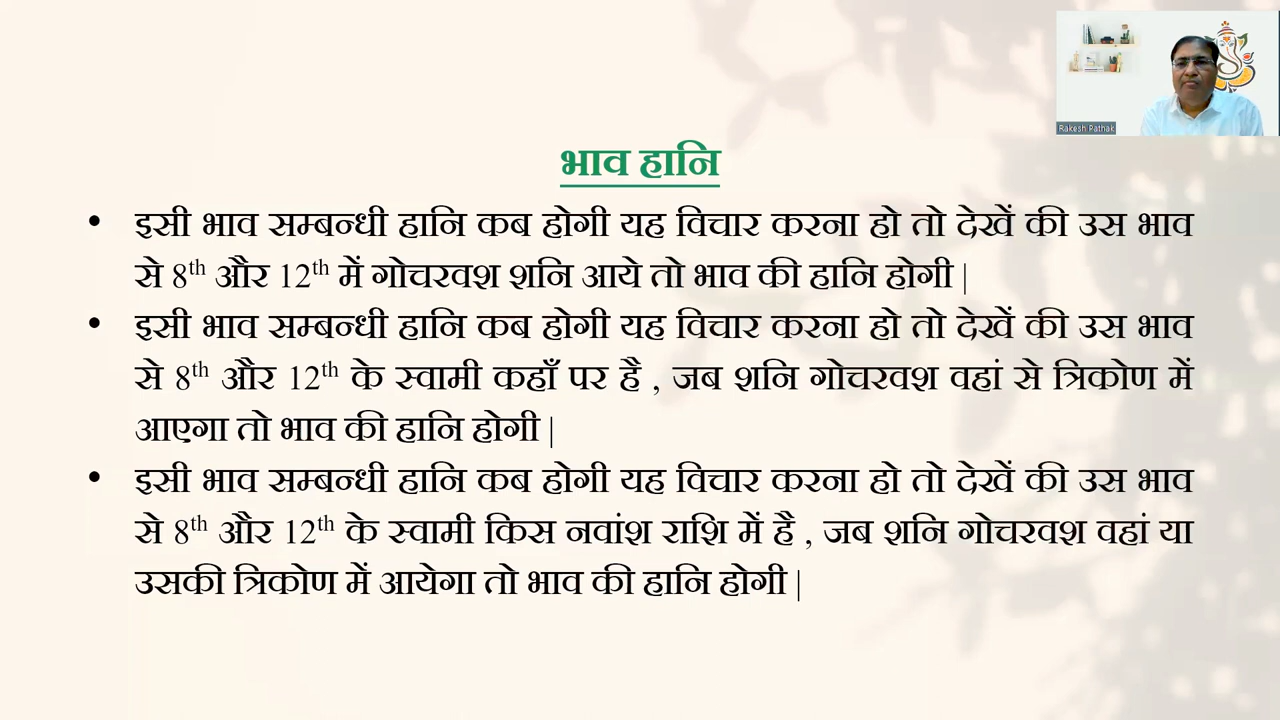 Rakesh Pathak
भाव हानि
• इसी भाव सम्बन्धी हानि कब होगी यह विचार करना हो तो देखें की उस भाव
से 8th और 12th में गोचरवश शनि आये तो भाव की हानि होगी |
• इसी भाव सम्बन्धी हानि कब होगी यह विचार करना हो तो देखें की उस भाव
से 8th और 12th के स्वामी कहाँ पर है , जब शनि गोचरवश वहां से त्रिकोण में
आएगा तो भाव की हानि होगी |
• इसी भाव सम्बन्धी हानि कब होगी यह विचार करना हो तो देखें की उस भाव
से 8th और 12th के स्वामी किस नवांश राशि में है , जब शनि गोचरवश वहां या
उसकी त्रिकोण में आयेगा तो भाव की हानि होगी |